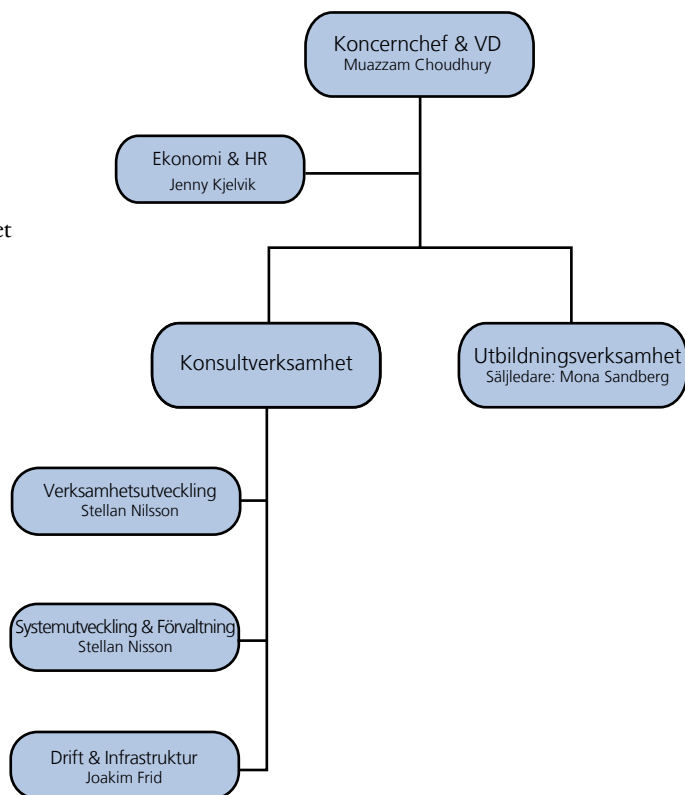 Koncernchef & VD
Muazzam Choudhury
Ekonomi & HR
Jenny Kjelvik
et
Konsultverksamhet
Utbildningsverksamhet
Säljledare: Mona Sandberg
Verksamhetsutveckling
Stellan Nilsson
Systemutveckling & Förvaltning
Stellan Nisson
Drift & Infrastruktur
Joakim Frid